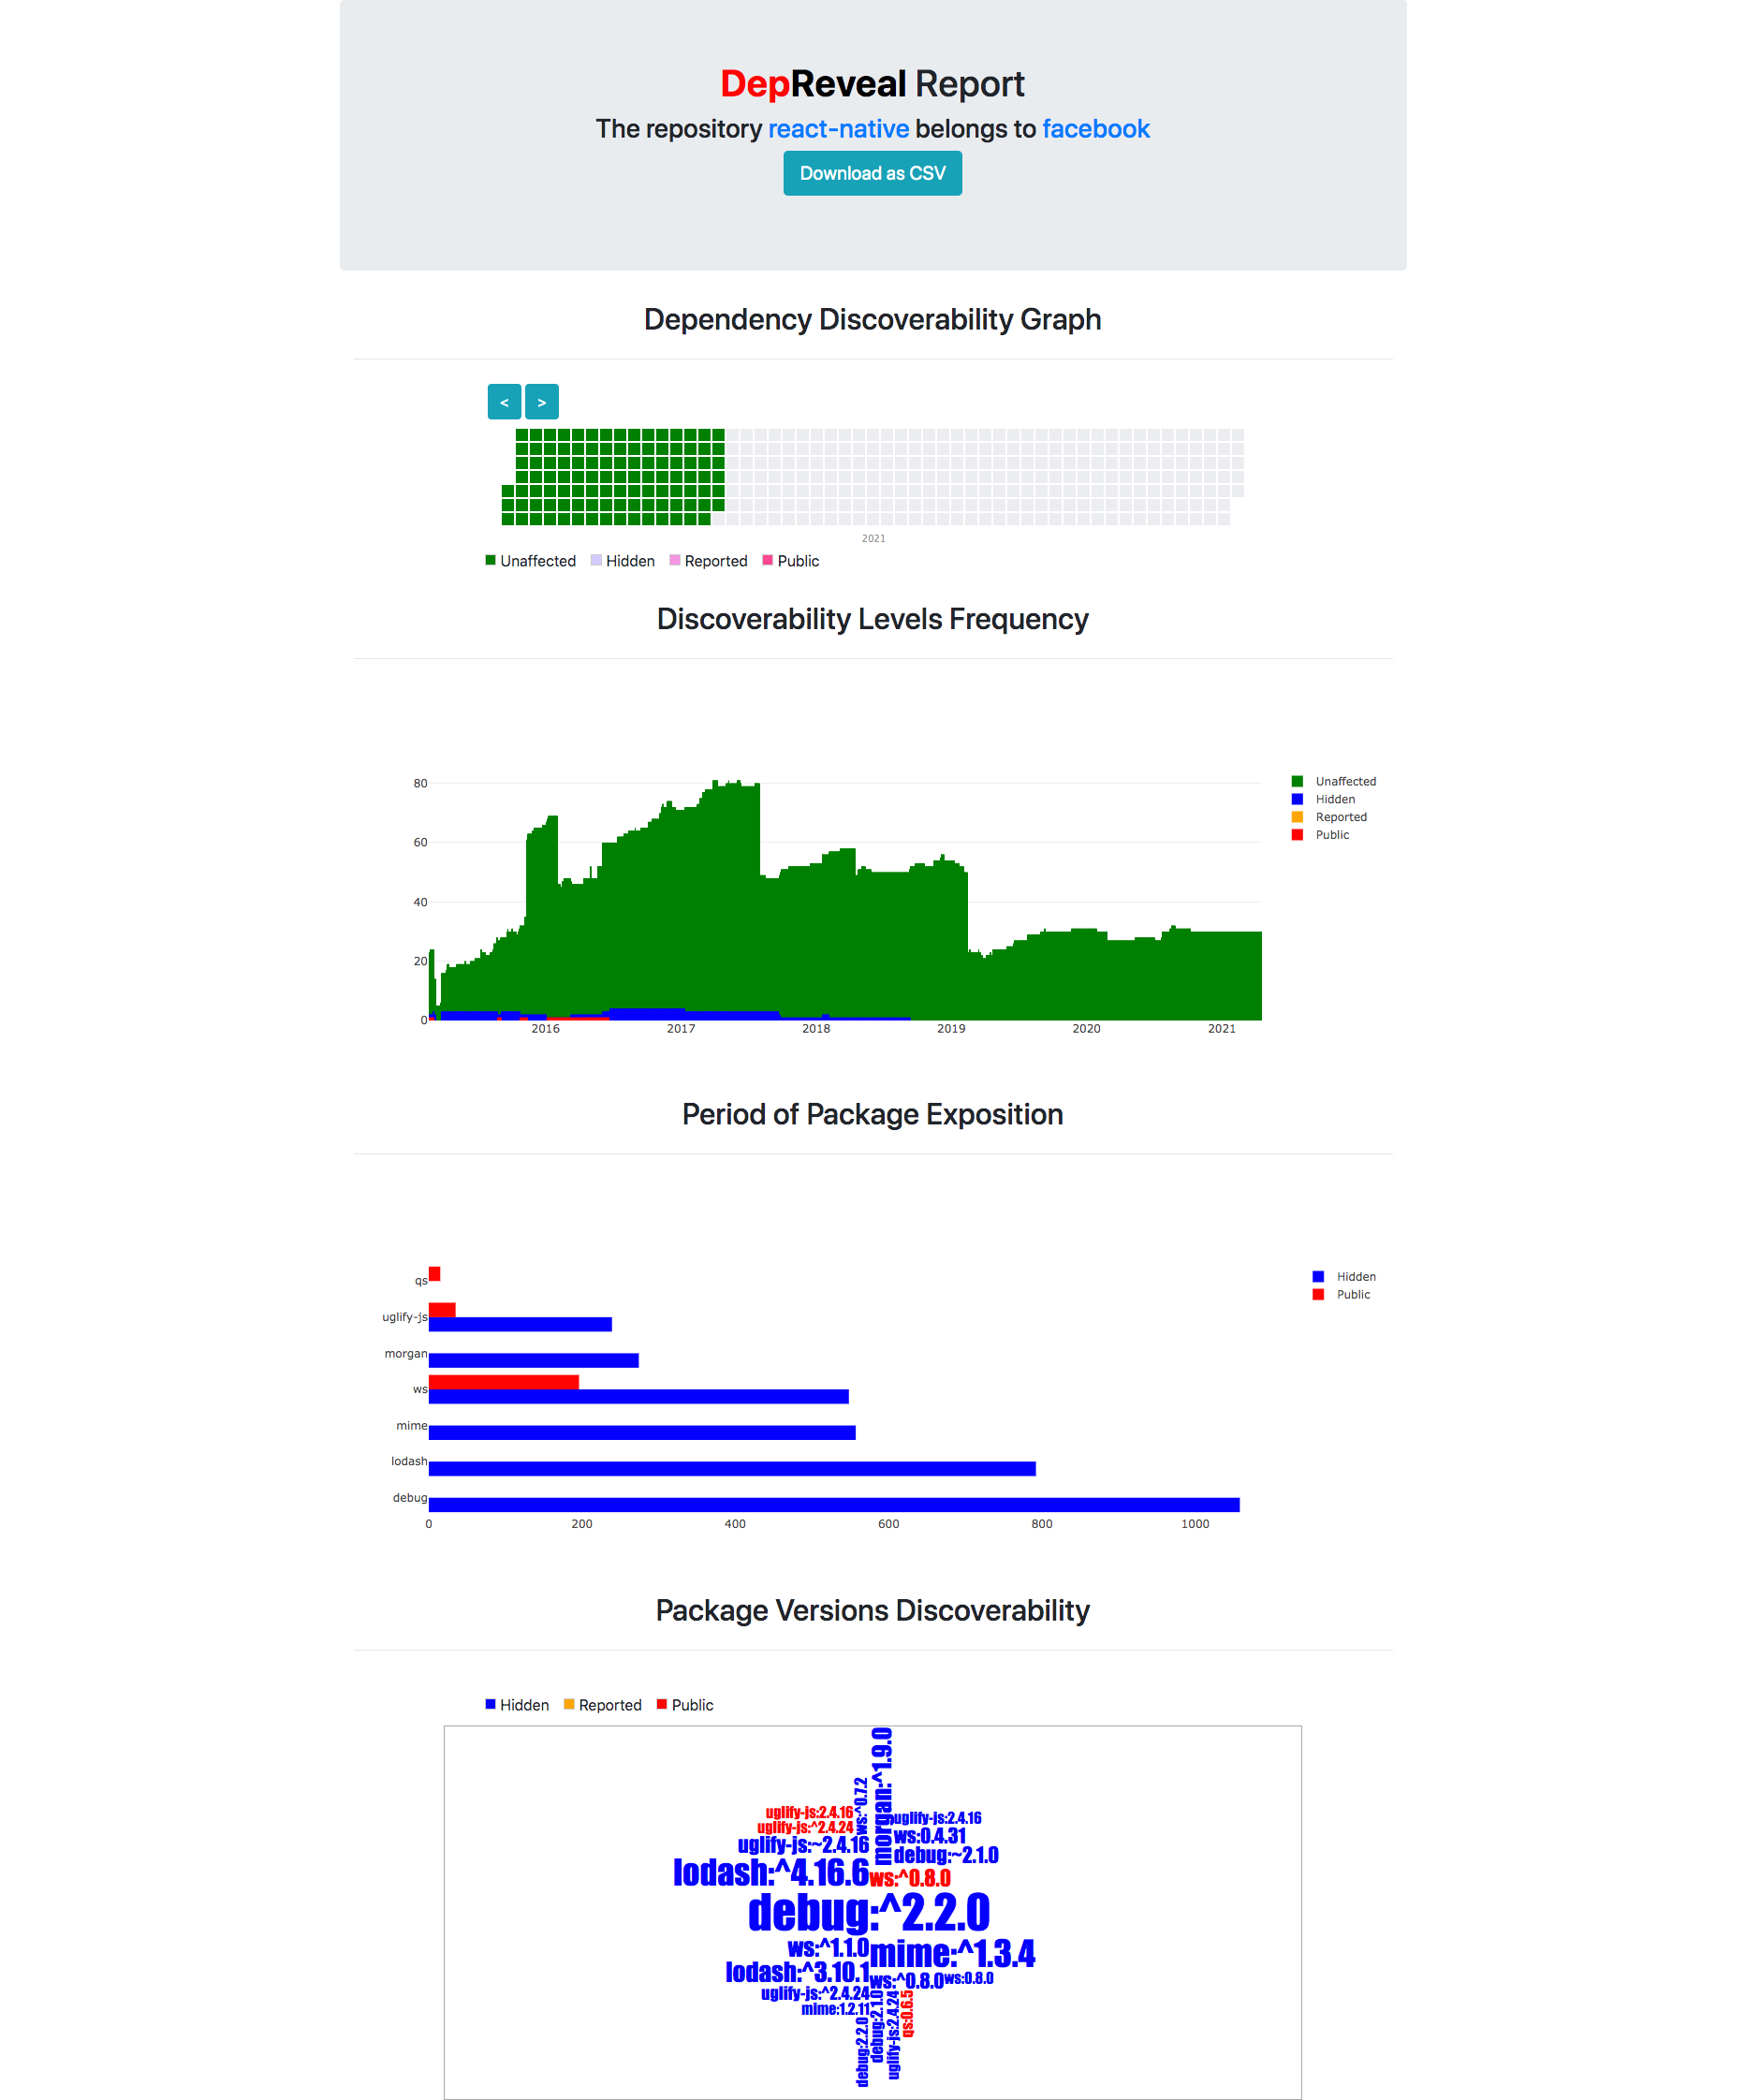 DepReveal Report
The repository react-native belongs to facebook
Download as CSV
Dependency Discoverability Graph
< >
2021
Unaffected Hidden Reported Public
Discoverability Levels Frequency
80
60
40
20
0
2016 2017 2018 2019 2020 2021
Unaffected
Hidden
Reported
Public
Period of Package Exposition
qs
uglify-js
morgan
ws
mime
lodash
debug
0 200 400 600 800 1000
Hidden
Public
Package Versions Discoverability
Hidden Reported Public
morgan:^1.9.0
ws:^0.7.2
uglify-js:2.4.16
uglify-js:2.4.16
uglify-js:^2.4.24
ws:0.4.31
uglify-js:~2.4.16
debug:~2.1.0
lodash:^4.16.6
ws:^0.8.0
debug:^2.2.0
ws:^1.1.0
mime:^1.3.4
lodash:^3.10.1
ws:^0.8.0
ws:0.8.0
uglify-js:^2.4.24
mime:1.2.11
debug:2.2.0
debug:2.1.0
uglify-js:2.4.24
qs:0.6.5